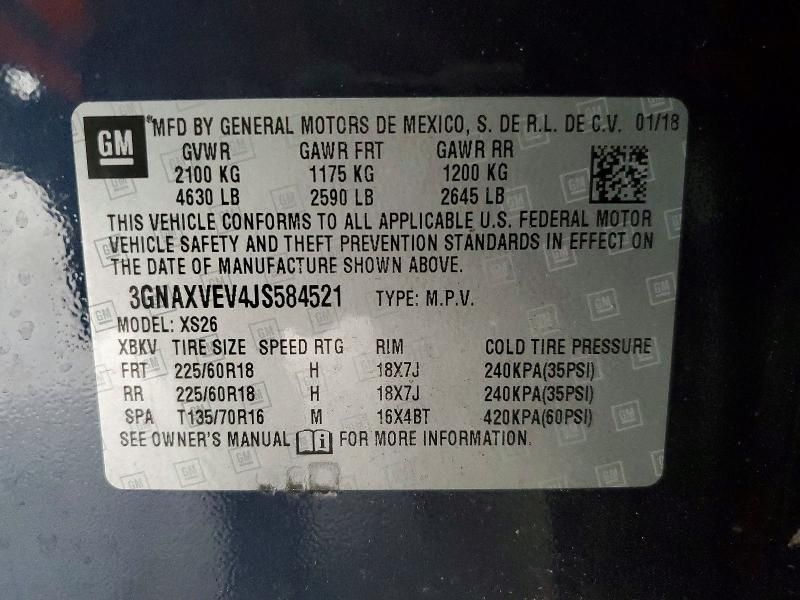 GM *MFD BY GENERAL MOTORS DE MEXICO, S. DE R.L. DE C.V. 01/18
GVWR GAWR FRT GAWR RR
2100 KG 1175 KG 1200 KG
4630 LB 2590 LB 2645 LB
THIS VEHICLE CONFORMS TO ALL APPLICABLE U.S. FEDERAL MOTOR
VEHICLE SAFETY AND THEFT PREVENTION STANDARDS IN EFFECT ON
THE DATE OF MANUFACTURE SHOWN ABOVE.
3GNAXVEV4JS584521 TYPE: M.P.V.
MODEL: XS26
XBKV TIRE SIZE SPEED RTG RIM COLD TIRE PRESSURE
FRT 225/60R18 H 18X7J 240KPA(35PSI)
RR 225/60R18 H 18X7J 240KPA(35PSI)
SPA T135/70R16 M 16X4BT 420KPA(60PSI)
SEE OWNER'S MANUAL i FOR MORE INFORMATION.